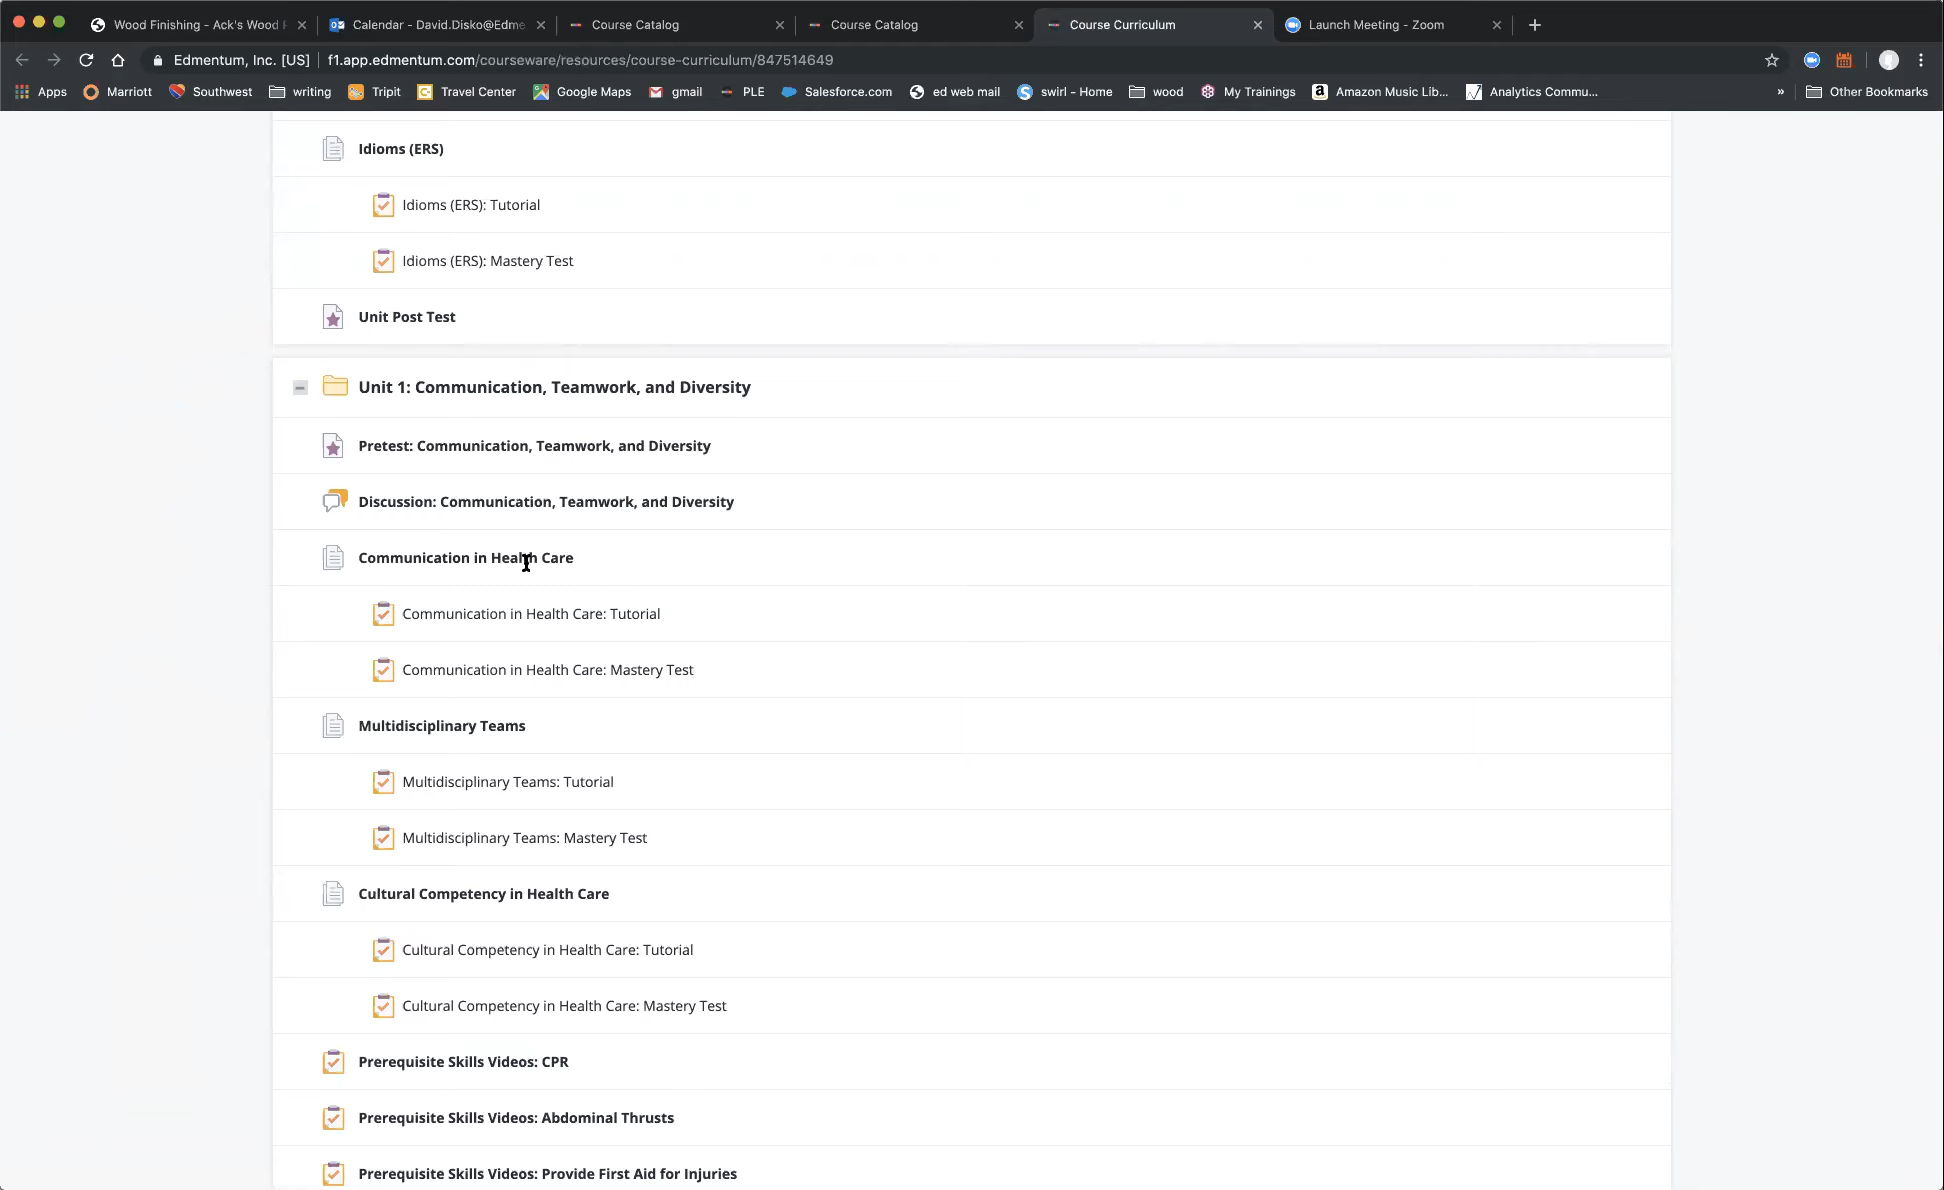 Wood Finishing - Ack's Wood
Calendar - David.Disko@Edme
Course Catalog
Course Catalog
Course Curriculum
Launch Meeting - Zoom
Edmentum, Inc. [US]
f1.app.edmentum.com/courseware/resources/course-curriculum/847514649
Apps
Marriott
Southwest
writing
Tripit
Travel Center
Google Maps
gmail
PLE
Salesforce.com
ed web mail
swirl - Home
wood
My Trainings
Amazon Music Lib...
Analytics Commu...
»
Other Bookmarks
Idioms (ERS)
Idioms (ERS): Tutorial
Idioms (ERS): Mastery Test
Unit Post Test
Unit 1: Communication, Teamwork, and Diversity
Pretest: Communication, Teamwork, and Diversity
Discussion: Communication, Teamwork, and Diversity
Communication in Health Care
Communication in Health Care: Tutorial
Communication in Health Care: Mastery Test
Multidisciplinary Teams
Multidisciplinary Teams: Tutorial
Multidisciplinary Teams: Mastery Test
Cultural Competency in Health Care
Cultural Competency in Health Care: Tutorial
Cultural Competency in Health Care: Mastery Test
Prerequisite Skills Videos: CPR
Prerequisite Skills Videos: Abdominal Thrusts
Prerequisite Skills Videos: Provide First Aid for Injuries